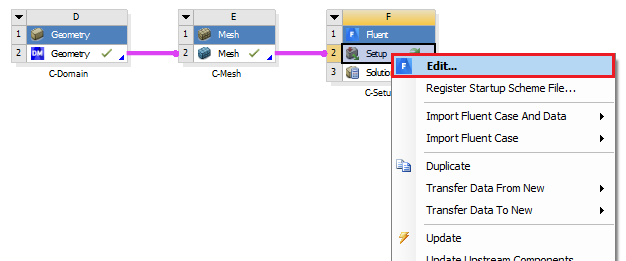 D
1 Geometry
2 DM Geometry
C-Domain
E
1 Mesh
2 Mesh
C-Mesh
F
1 Fluent
2 Setup
3 Solution
C-Setu
Edit...
Register Startup Scheme File...
Import Fluent Case And Data
Import Fluent Case
Duplicate
Transfer Data From New
Transfer Data To New
Update
Update Upstream Components